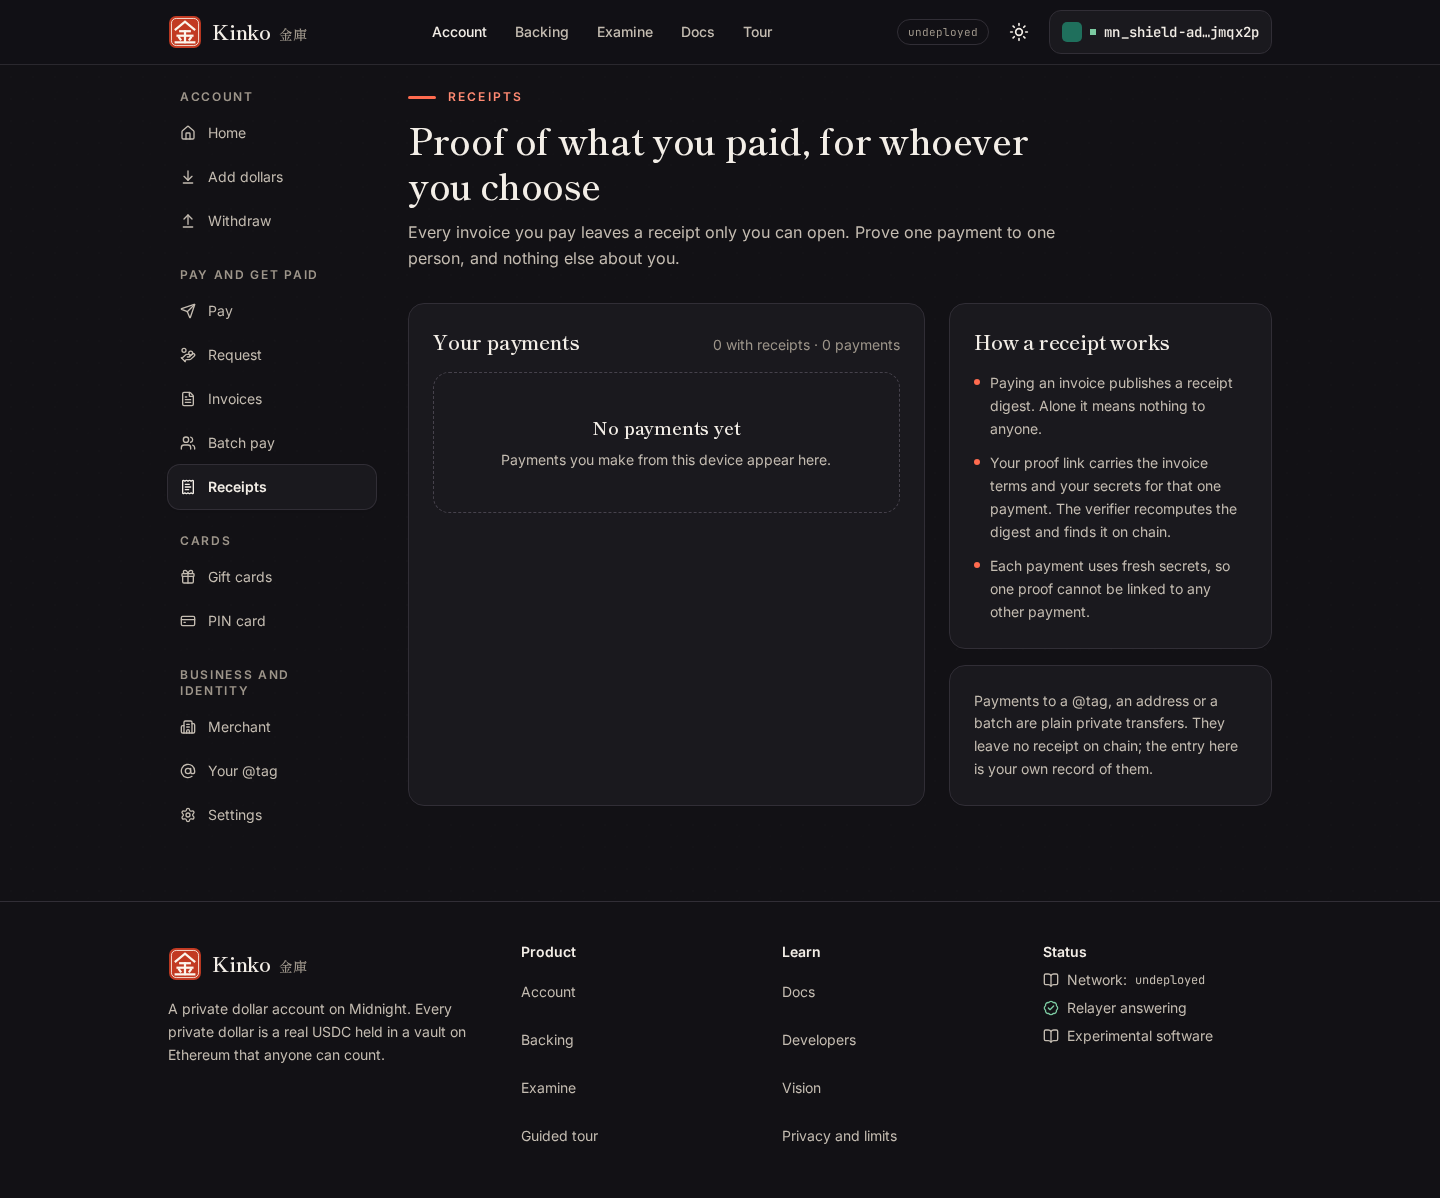 金 Kinko 金庫
Account Backing Examine Docs Tour
undeployed
mn_shield-ad…jmqx2p
ACCOUNT
Home
Add dollars
Withdraw
PAY AND GET PAID
Pay
Request
Invoices
Batch pay
Receipts
CARDS
Gift cards
PIN card
BUSINESS AND
IDENTITY
Merchant
Your @tag
Settings
RECEIPTS
Proof of what you paid, for whoever
you choose
Every invoice you pay leaves a receipt only you can open. Prove one payment to one
person, and nothing else about you.
Your payments
0 with receipts · 0 payments
No payments yet
Payments you make from this device appear here.
How a receipt works
Paying an invoice publishes a receipt
digest. Alone it means nothing to
anyone.
Your proof link carries the invoice
terms and your secrets for that one
payment. The verifier recomputes the
digest and finds it on chain.
Each payment uses fresh secrets, so
one proof cannot be linked to any
other payment.
Payments to a @tag, an address or a
batch are plain private transfers. They
leave no receipt on chain; the entry here
is your own record of them.
金 Kinko 金庫
A private dollar account on Midnight. Every
private dollar is a real USDC held in a vault on
Ethereum that anyone can count.
Product
Account
Backing
Examine
Guided tour
Learn
Docs
Developers
Vision
Privacy and limits
Status
Network: undeployed
Relayer answering
Experimental software